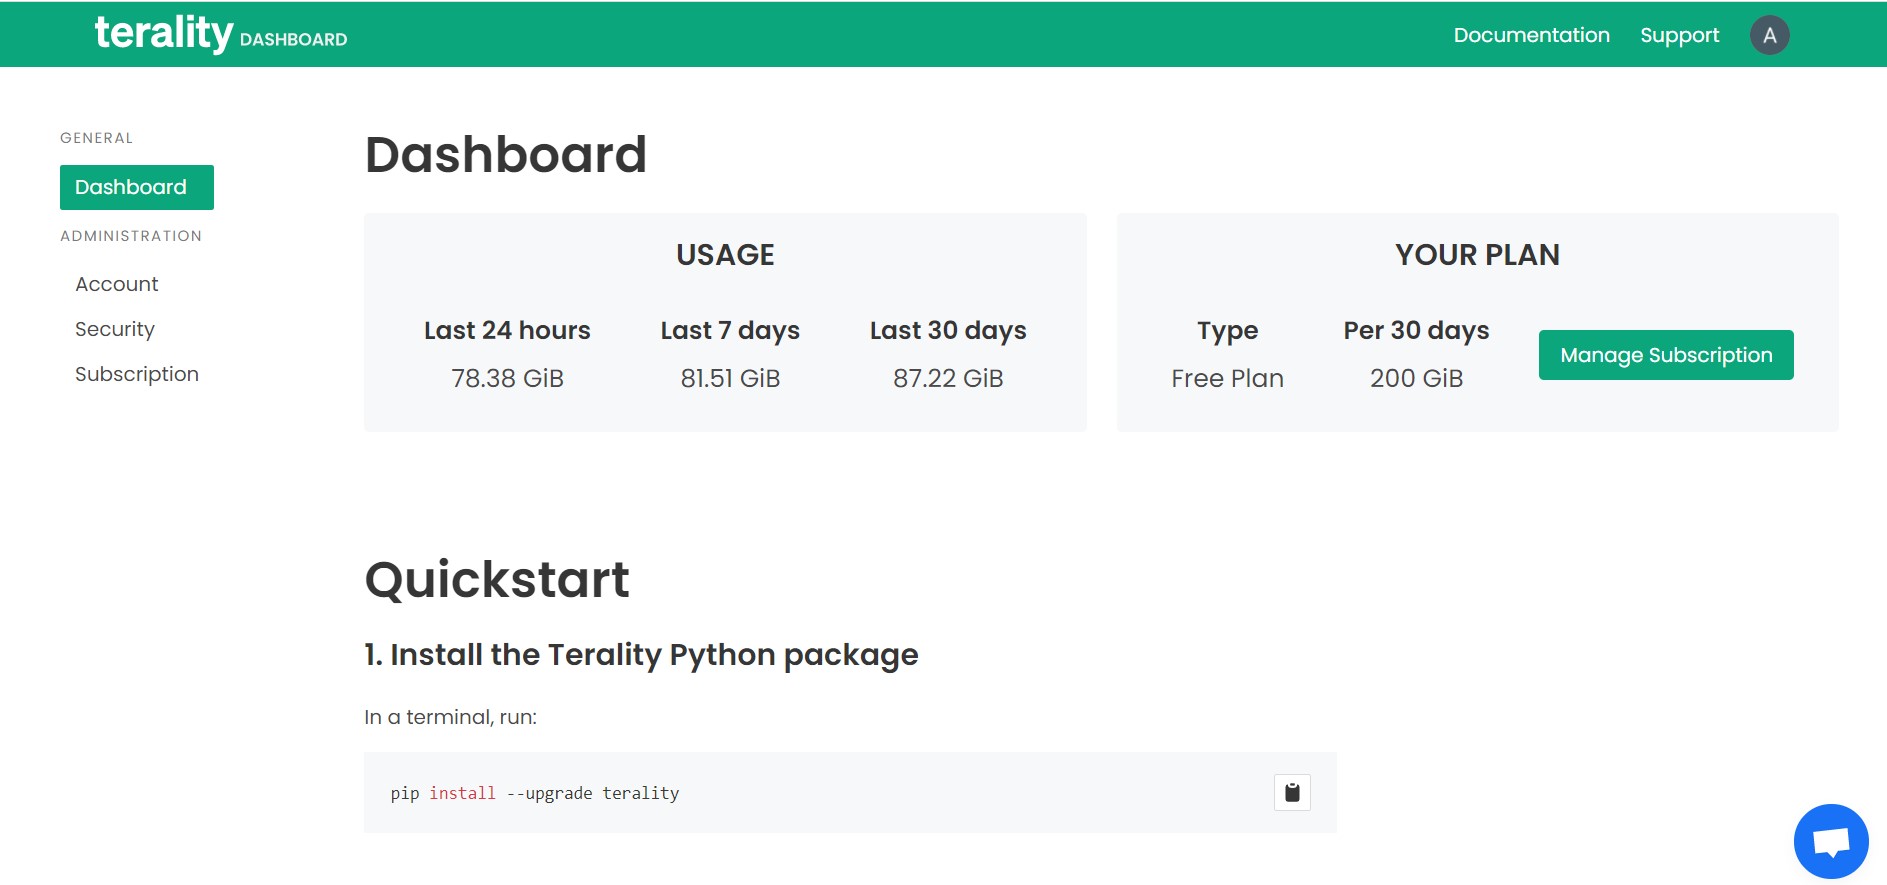 terality DASHBOARD
Documentation
Support
A
GENERAL
Dashboard
ADMINISTRATION
Account
Security
Subscription
Dashboard
USAGE
Last 24 hours
Last 7 days
Last 30 days
78.38 GiB
81.51 GiB
87.22 GiB
YOUR PLAN
Type
Per 30 days
Free Plan
200 GiB
Manage Subscription
Quickstart
1. Install the Terality Python package
In a terminal, run:
pip install --upgrade terality